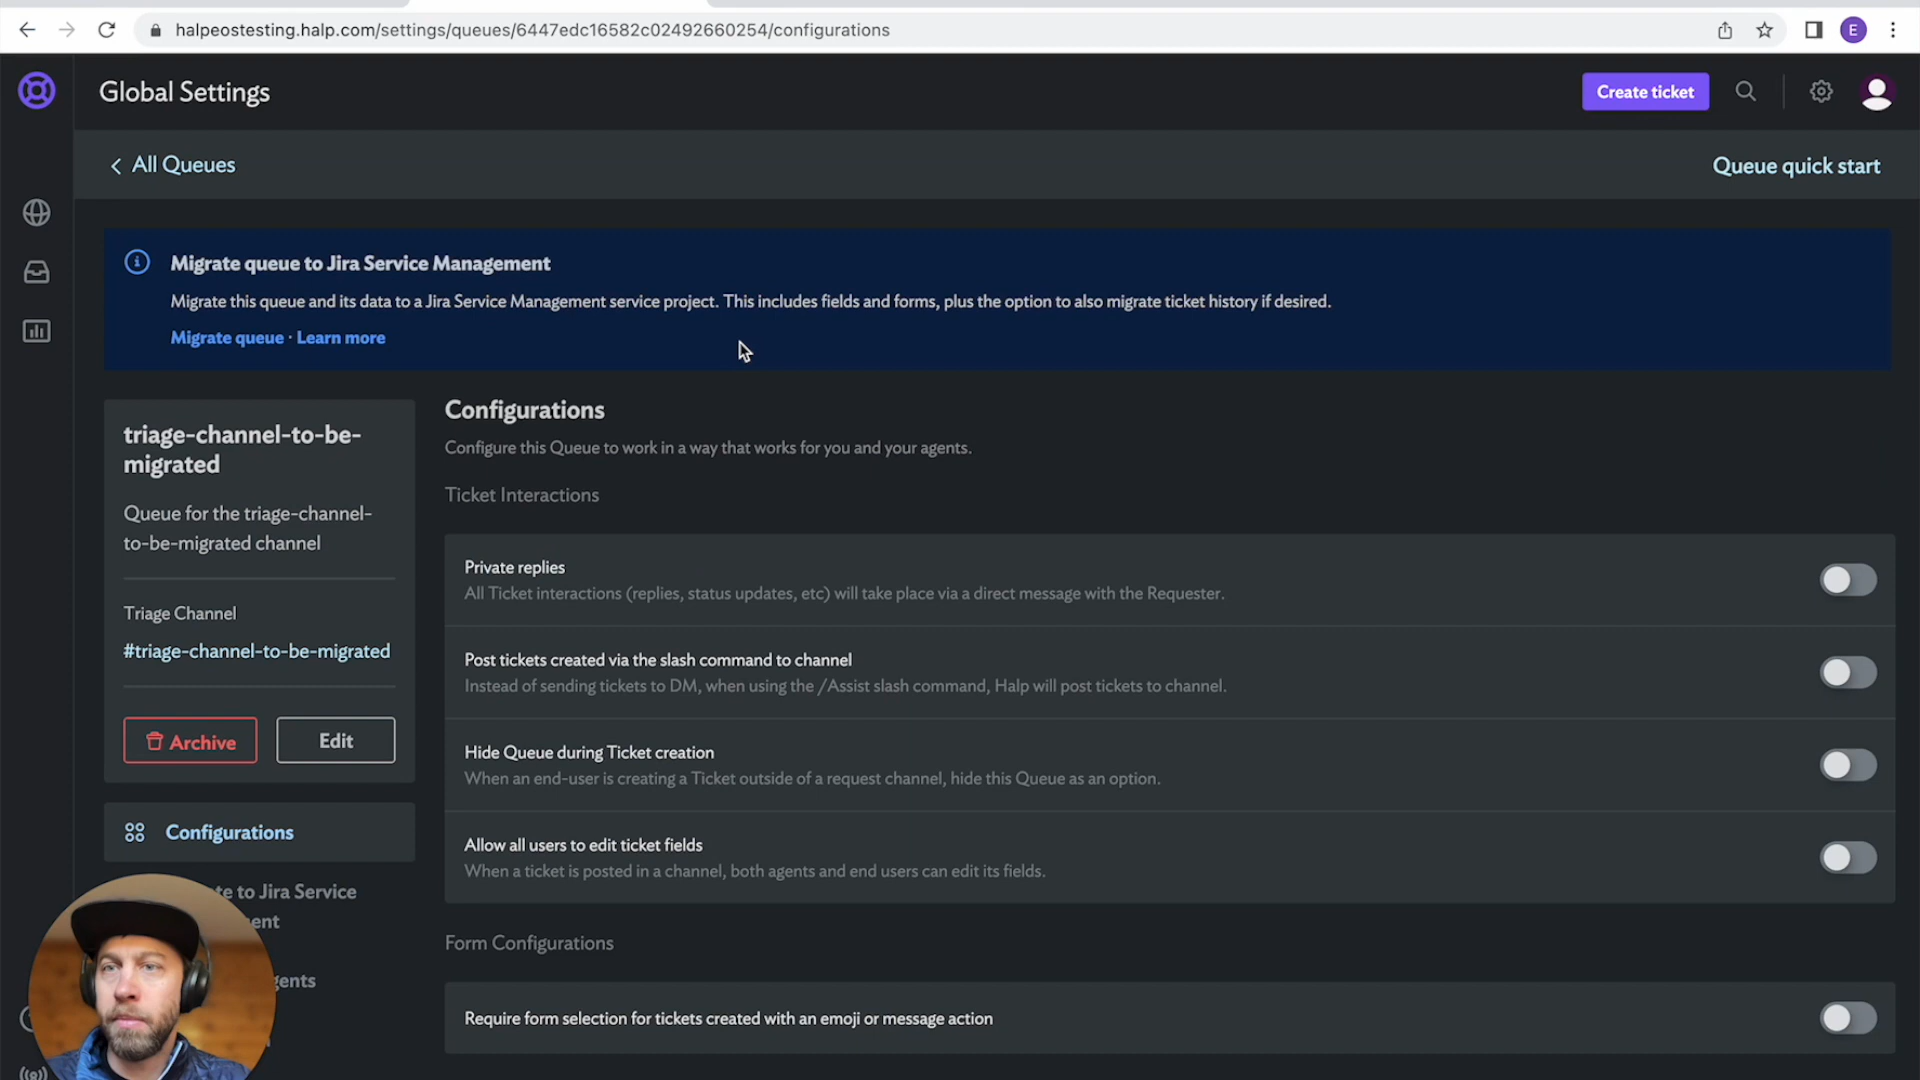 halpeostesting.halp.com/settings/queues/6447edc16582c02492660254/configurations
E
Global Settings
Create ticket
All Queues
Queue quick start
Migrate queue to Jira Service Management
Migrate this queue and its data to a Jira Service Management service project. This includes fields and forms, plus the option to also migrate ticket history if desired.
Migrate queue · Learn more
triage-channel-to-be-
migrated
Queue for the triage-channel-
to-be-migrated channel
Triage Channel
#triage-channel-to-be-migrated
Archive
Edit
Configurations
te to Jira Service
ent
gents
Configurations
Configure this Queue to work in a way that works for you and your agents.
Ticket Interactions
Private replies
All Ticket interactions (replies, status updates, etc) will take place via a direct message with the Requester.
Post tickets created via the slash command to channel
Instead of sending tickets to DM, when using the /Assist slash command, Halp will post tickets to channel.
Hide Queue during Ticket creation
When an end-user is creating a Ticket outside of a request channel, hide this Queue as an option.
Allow all users to edit ticket fields
When a ticket is posted in a channel, both agents and end users can edit its fields.
Form Configurations
Require form selection for tickets created with an emoji or message action